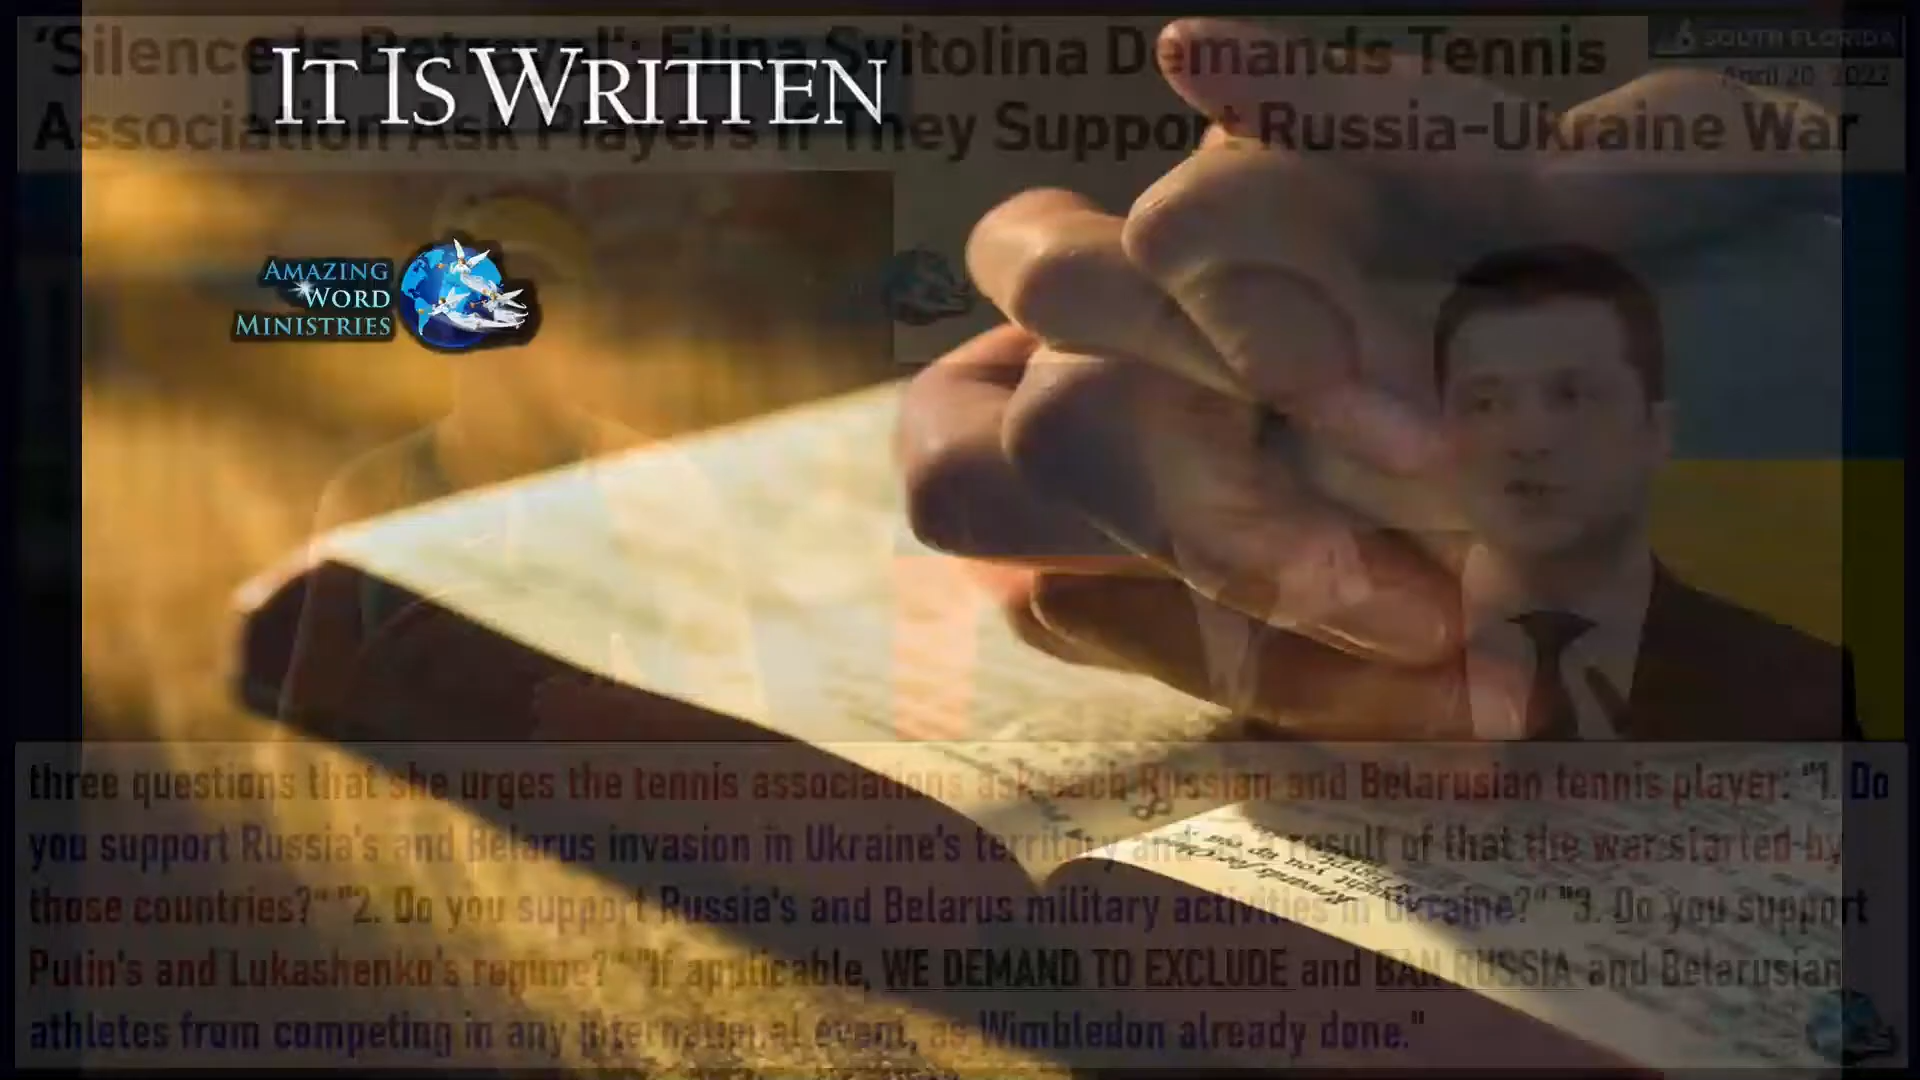 'Silence Is Betrayal': Elina Svitolina Demands Tennis
Association Ask Players If They Support Russia-Ukraine War
6 SOUTH FLORIDA
April 20, 2022
IT IS WRITTEN
AMAZING
WORD
MINISTRIES
three questions that she urges the tennis associations ask each Russian and Belarusian tennis player: "1. Do
you support Russia's and Belarus invasion in Ukraine's territory and as a result of that the war started by
those countries?" "2. Do you support Russia's and Belarus military activities in Ukraine?" "3. Do you support
Putin's and Lukashenko's regime?" "If applicable, WE DEMAND TO EXCLUDE and BAN RUSSIA and Belarusian
athletes from competing in any international event, as Wimbledon already done."